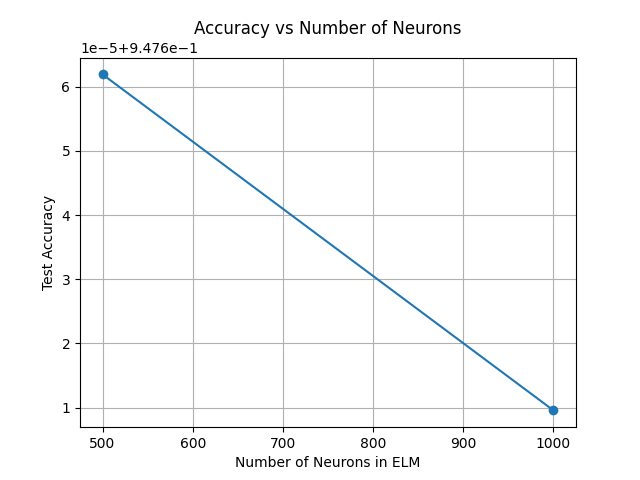 Accuracy vs Number of Neurons
1e−5+9.476e−1
6
5
4
3
2
1
Test Accuracy
500 600 700 800 900 1000
Number of Neurons in ELM